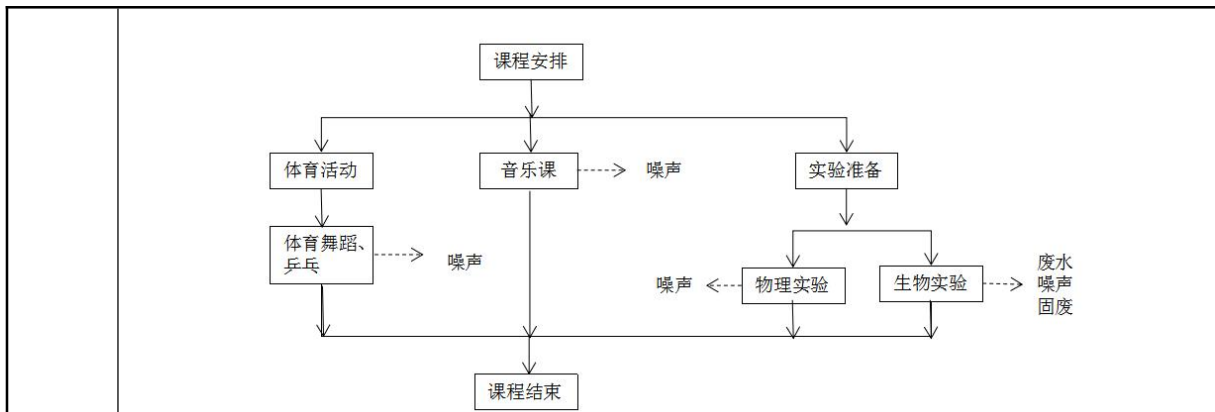 课程安排
体育活动
音乐课
噪声
实验准备
体育舞蹈、
乒乓
噪声
噪声
物理实验
生物实验
废水
噪声
固废
课程结束